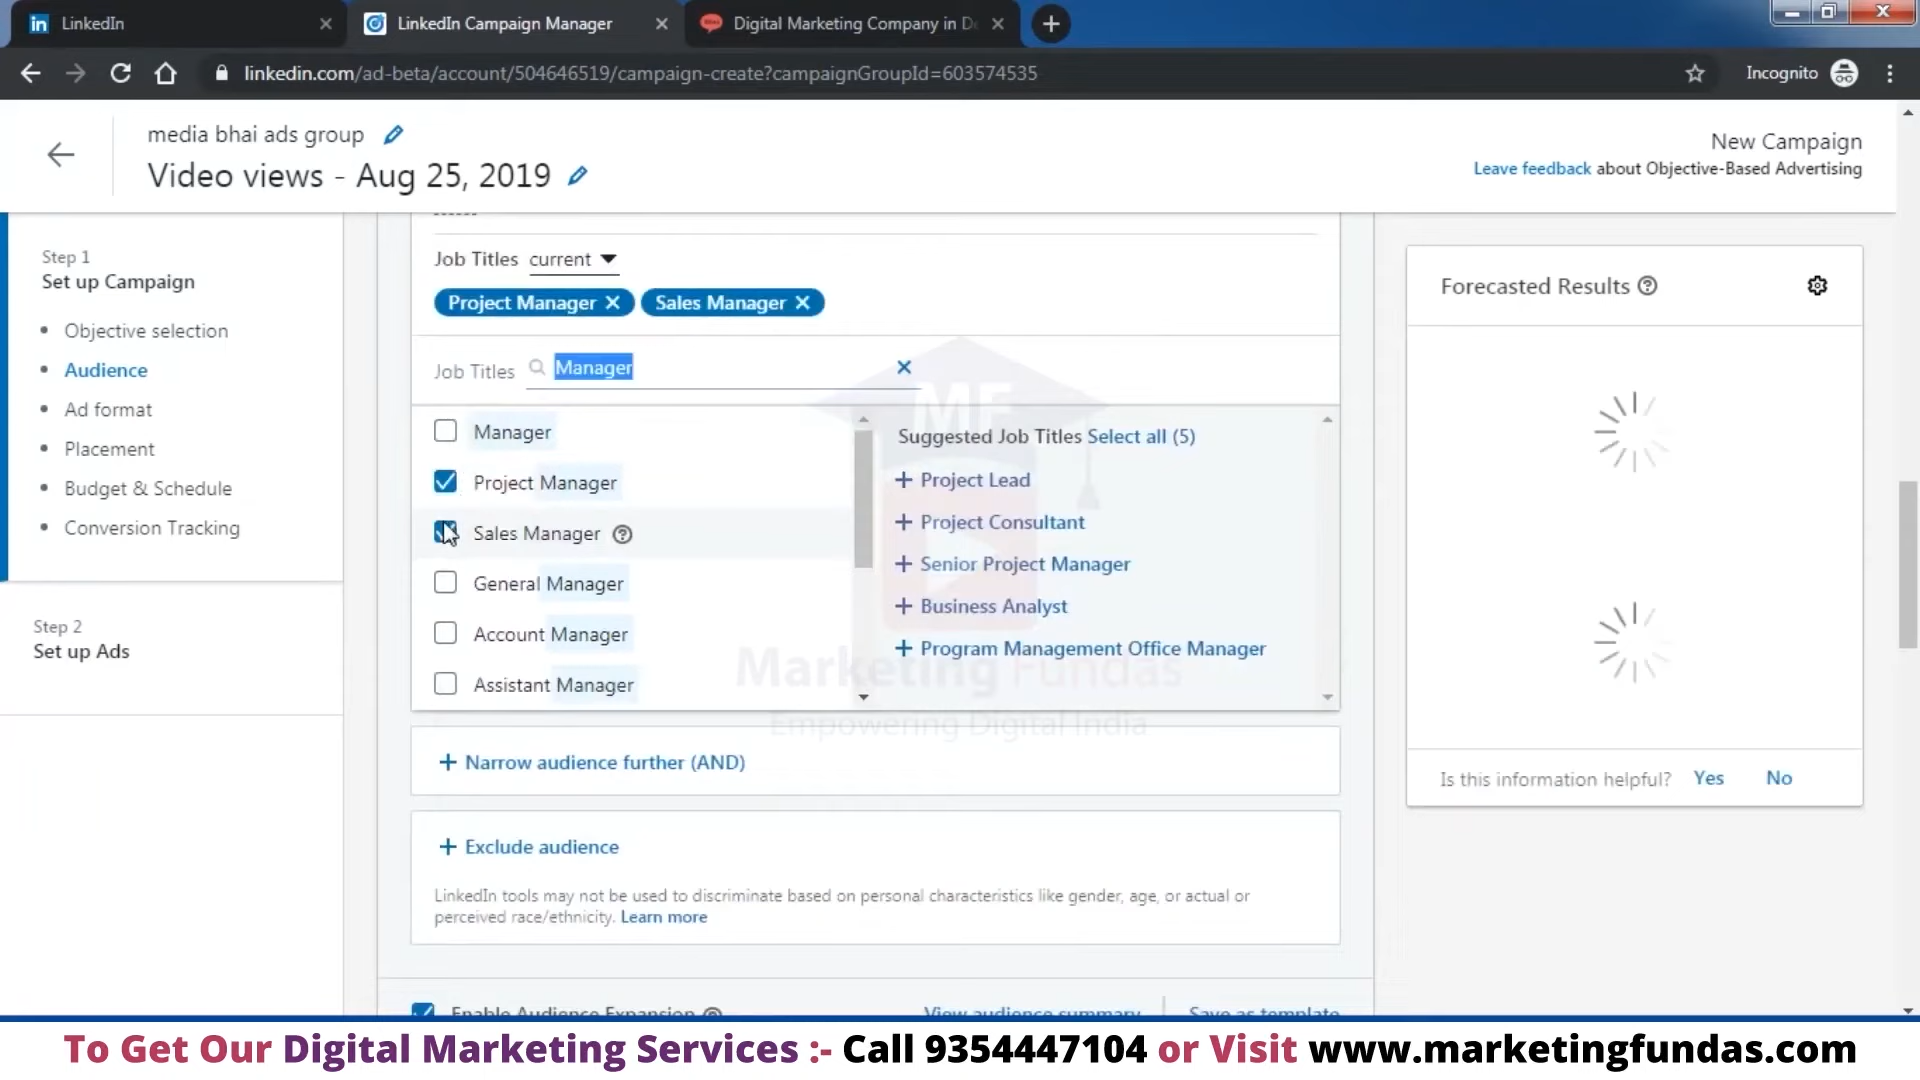 LinkedIn
LinkedIn Campaign Manager
Digital Marketing Company in De
linkedin.com/ad-beta/account/504646519/campaign-create?campaignGroupId=603574535
Incognito
media bhai ads group
Video views - Aug 25, 2019
New Campaign
Leave feedback about Objective-Based Advertising
Step 1
Set up Campaign
Objective selection
Audience
Ad format
Placement
Budget & Schedule
Conversion Tracking
Step 2
Set up Ads
Job Titles current
Project Manager
Sales Manager
Job Titles Manager
Manager
Project Manager
Sales Manager
General Manager
Account Manager
Assistant Manager
Suggested Job Titles Select all (5)
+ Project Lead
+ Project Consultant
+ Senior Project Manager
+ Business Analyst
+ Program Management Office Manager
MF
Marketing Fundas
Empowering Digital India
+ Narrow audience further (AND)
+ Exclude audience
LinkedIn tools may not be used to discriminate based on personal characteristics like gender, age, or actual or
perceived race/ethnicity. Learn more
Enable Audience Expansion
View audience summary
Save as template
Forecasted Results
Is this information helpful? Yes No
To Get Our Digital Marketing Services :- Call 9354447104 or Visit www.marketingfundas.com